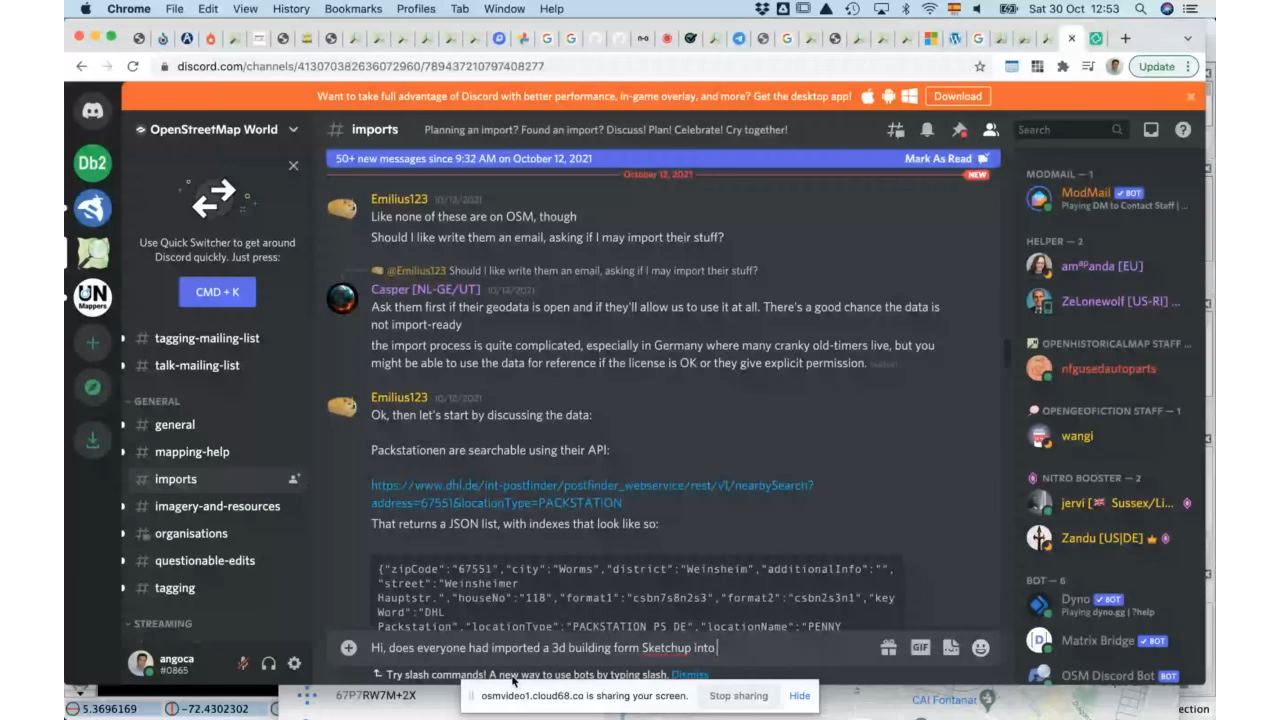 Chrome File Edit View History Bookmarks Profiles Tab Window Help Sat 30 Oct 12:53
discord.com/channels/413070382636072960/789437210797408277 Update
Want to take full advantage of Discord with better performance, in-game overlay, and more? Get the desktop app! Download
OpenStreetMap World
# imports Planning an import? Found an import? Discuss! Plan! Celebrate! Cry together! Search
50+ new messages since 9:32 AM on October 12, 2021 Mark As Read
October 13, 2021 NEW
Db2
UN
Mappers
Use Quick Switcher to get around
Discord quickly. Just press:
CMD + K
# tagging-mailing-list
# talk-mailing-list
GENERAL
# general
# mapping-help
# imports
# imagery-and-resources
# organisations
# questionable-edits
# tagging
STREAMING
angoca
#0865
Emilius123 10/13/2021
Like none of these are on OSM, though
Should I like write them an email, asking if I may import their stuff?
@Emilius123 Should I like write them an email, asking if I may import their stuff?
Casper [NL-GE/UT] 10/13/2021
Ask them first if their geodata is open and if they'll allow us to use it at all. There's a good chance the data is
not import-ready
the import process is quite complicated, especially in Germany where many cranky old-timers live, but you
might be able to use the data for reference if the license is OK or they give explicit permission. (edited)
Emilius123 10/13/2021
Ok, then let's start by discussing the data:
Packstationen are searchable using their API:
https://www.dhl.de/int-postfinder/postfinder_webservice/rest/v1/nearbySearch?
address=67551&locationType=PACKSTATION
That returns a JSON list, with indexes that look like so:
{"zipCode":"67551","city":"Worms","district":"Weinsheim","additionalInfo":"",
"street":"Weinsheimer
Hauptstr.","houseNo":"118","format1":"csbn7s8n2s3","format2":"csbn2s3n1","key
Word":"DHL
Packstation","locationType":"PACKSTATION_P5_DE","locationName":"PENNY
Hi, does everyone had imported a 3d building form Sketchup into
GIF
Try slash commands! A new way to use bots by typing slash. Dismiss
MODMAIL — 1
ModMail BOT
Playing DM to Contact Staff | ...
HELPER — 2
amᵃᵖanda [EU]
ZeLonewolf [US-RI] ...
OPENHISTORICALMAP STAFF ...
nfgusedautoparts
OPENGEOFICTION STAFF — 1
wangi
NITRO BOOSTER — 2
jervi [🇬🇧 Sussex/Li...
Zandu [US|DE]
BOT — 6
Dyno BOT
Playing dyno.gg | ?help
Matrix Bridge BOT
OSM Discord Bot BOT
osmvideo1.cloud68.co is sharing your screen. Stop sharing Hide
67P7RW7M+2X
CAI Fontanar
5.3696169 -72.4302302
ection